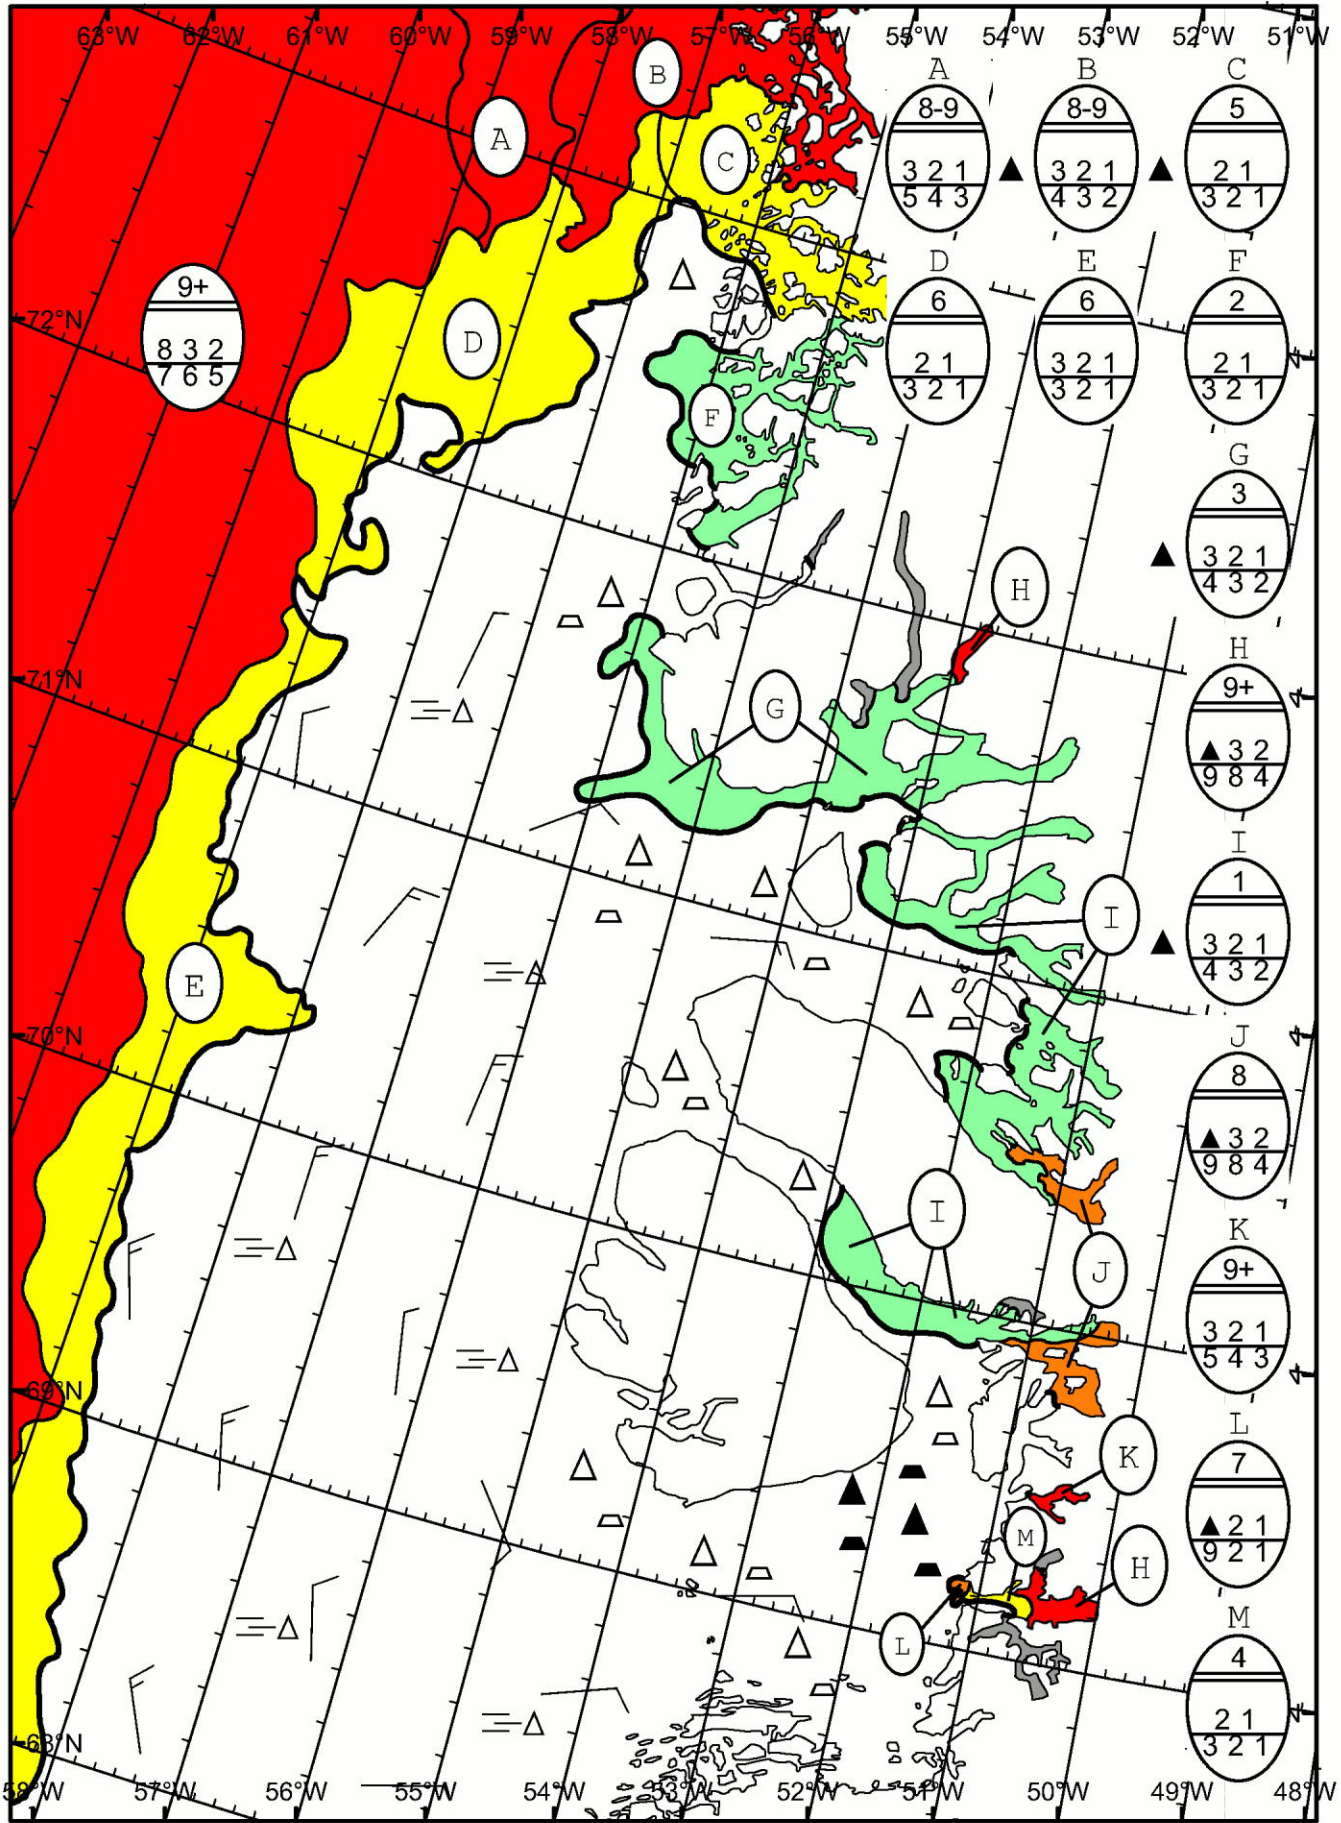 63°W 62°W 61°W 60°W 59°W 58°W 57°W 56°W 55°W 54°W 53°W 52°W 51°W
A B C
8-9 8-9 5
3 2 1 3 2 1 2 1
5 4 3 4 3 2 3 2 1
B
A
C
D E F
6 6 2
2 1 3 2 1 2 1
3 2 1 3 2 1 3 2 1
9+
8 3 2
7 6 5
72°N
D
F
G
3
3 2 1
4 3 2
H
H
9+
3 2
9 8 4
71°N
G
I
1
3 2 1
4 3 2
I
E
70°N
J
8
3 2
9 8 4
I
J
K
9+
3 2 1
5 4 3
69°N
K
L
7
2 1
9 2 1
M
H
L
M
4
2 1
3 2 1
68°N
58°W 57°W 56°W 55°W 54°W 53°W 52°W 51°W 50°W 49°W 48°W